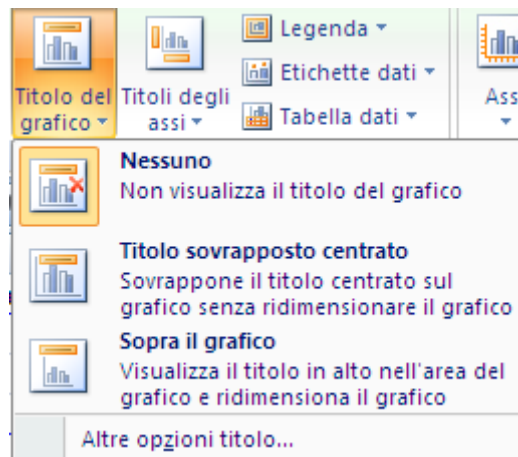 Titolo del grafico
Titoli degli assi
Legenda
Etichette dati
Tabella dati
Ass
Nessuno
Non visualizza il titolo del grafico
Titolo sovrapposto centrato
Sovrappone il titolo centrato sul
grafico senza ridimensionare il grafico
Sopra il grafico
Visualizza il titolo in alto nell'area del
grafico e ridimensiona il grafico
Altre opzioni titolo...